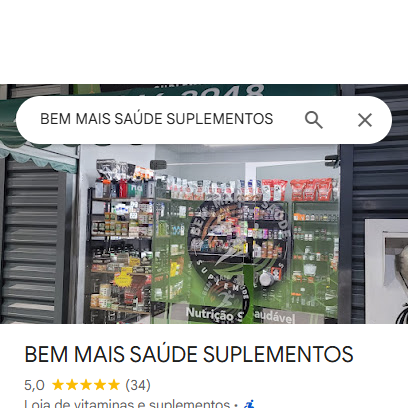 BEM MAIS SAÚDE SUPLEMENTOS
Nutrição Saudável
BEM MAIS SAÚDE SUPLEMENTOS
5,0 ★★★★★ (34)
Loja de vitaminas e suplementos ·